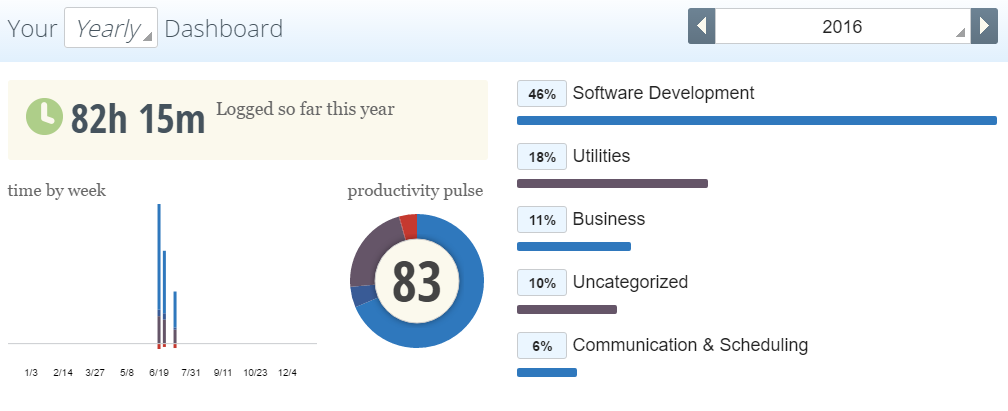 Your Yearly Dashboard
2016
82h 15m Logged so far this year
time by week
1/3 2/14 3/27 5/8 6/19 7/31 9/11 10/23 12/4
productivity pulse
83
46% Software Development
18% Utilities
11% Business
10% Uncategorized
6% Communication & Scheduling